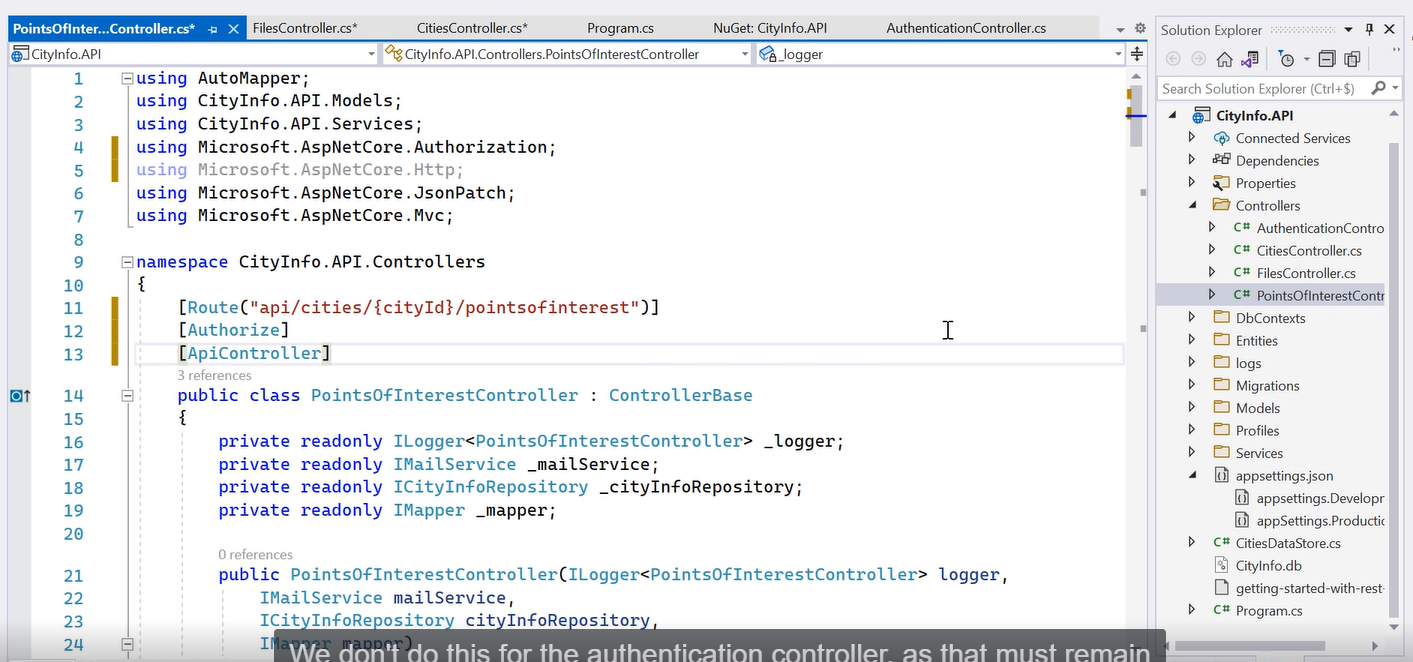 PointsOfInter...Controller.cs*
FilesController.cs*
CitiesController.cs*
Program.cs
NuGet: CityInfo.API
AuthenticationController.cs
CityInfo.API
CityInfo.API.Controllers.PointsOfInterestController
_logger
1 using AutoMapper;
2 using CityInfo.API.Models;
3 using CityInfo.API.Services;
4 using Microsoft.AspNetCore.Authorization;
5 using Microsoft.AspNetCore.Http;
6 using Microsoft.AspNetCore.JsonPatch;
7 using Microsoft.AspNetCore.Mvc;
8
9 namespace CityInfo.API.Controllers
10 {
11 [Route("api/cities/{cityId}/pointsofinterest")]
12 [Authorize]
13 [ApiController]
3 references
14 public class PointsOfInterestController : ControllerBase
15 {
16 private readonly ILogger<PointsOfInterestController> _logger;
17 private readonly IMailService _mailService;
18 private readonly ICityInfoRepository _cityInfoRepository;
19 private readonly IMapper _mapper;
20
0 references
21 public PointsOfInterestController(ILogger<PointsOfInterestController> logger,
22 IMailService mailService,
23 ICityInfoRepository cityInfoRepository,
24 IMapper mapper)
We don't do this for the authentication controller, as that must remain
Solution Explorer
Search Solution Explorer (Ctrl+$)
CityInfo.API
Connected Services
Dependencies
Properties
Controllers
C# AuthenticationContro
C# CitiesController.cs
C# FilesController.cs
C# PointsOfInterestContr
DbContexts
Entities
logs
Migrations
Models
Profiles
Services
appsettings.json
appsettings.Developr
appSettings.Productic
C# CitiesDataStore.cs
CityInfo.db
getting-started-with-rest-
C# Program.cs